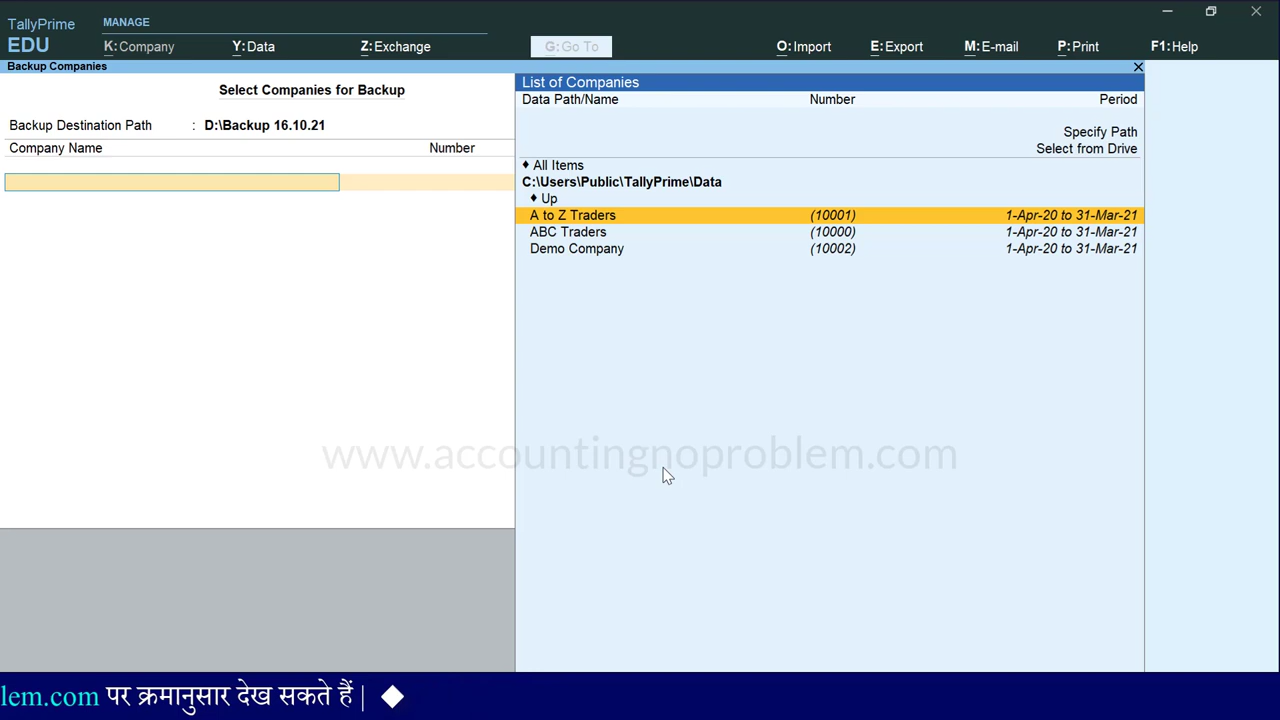 TallyPrime
EDU
MANAGE
K:Company Y:Data Z:Exchange G:Go To O:Import E:Export M:E-mail P:Print F1:Help
Backup Companies
Select Companies for Backup
Backup Destination Path : D:\Backup 16.10.21
Company Name Number
List of Companies
Data Path/Name Number Period
Specify Path
Select from Drive
♦ All Items
C:\Users\Public\TallyPrime\Data
♦ Up
A to Z Traders (10001) 1-Apr-20 to 31-Mar-21
ABC Traders (10000) 1-Apr-20 to 31-Mar-21
Demo Company (10002) 1-Apr-20 to 31-Mar-21
www.accountingnoproblem.com
lem.com पर क्रमानुसार देख सकते हैं | ◆